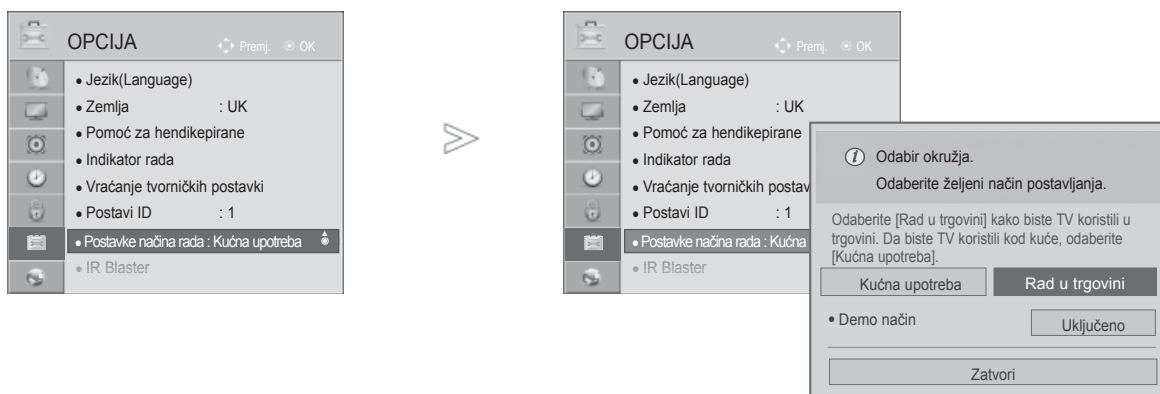 OPCIJA Premj. OK
• Jezik(Language)
• Zemlja : UK
• Pomoć za hendikepirane
• Indikator rada
• Vraćanje tvorničkih postavki
• Postavi ID : 1
• Postavke načina rada : Kućna upotreba
• IR Blaster
OPCIJA Premj. OK
• Jezik(Language)
• Zemlja : UK
• Pomoć za hendikepirane
• Indikator rada
• Vraćanje tvorničkih postav
• Postavi ID : 1
• Postavke načina rada : Kućna
• IR Blaster
Odabir okružja.
Odaberite željeni način postavljanja.
Odaberite [Rad u trgovini] kako biste TV koristili u
trgovini. Da biste TV koristili kod kuće, odaberite
[Kućna upotreba].
Kućna upotreba Rad u trgovini
• Demo način Uključeno
Zatvori